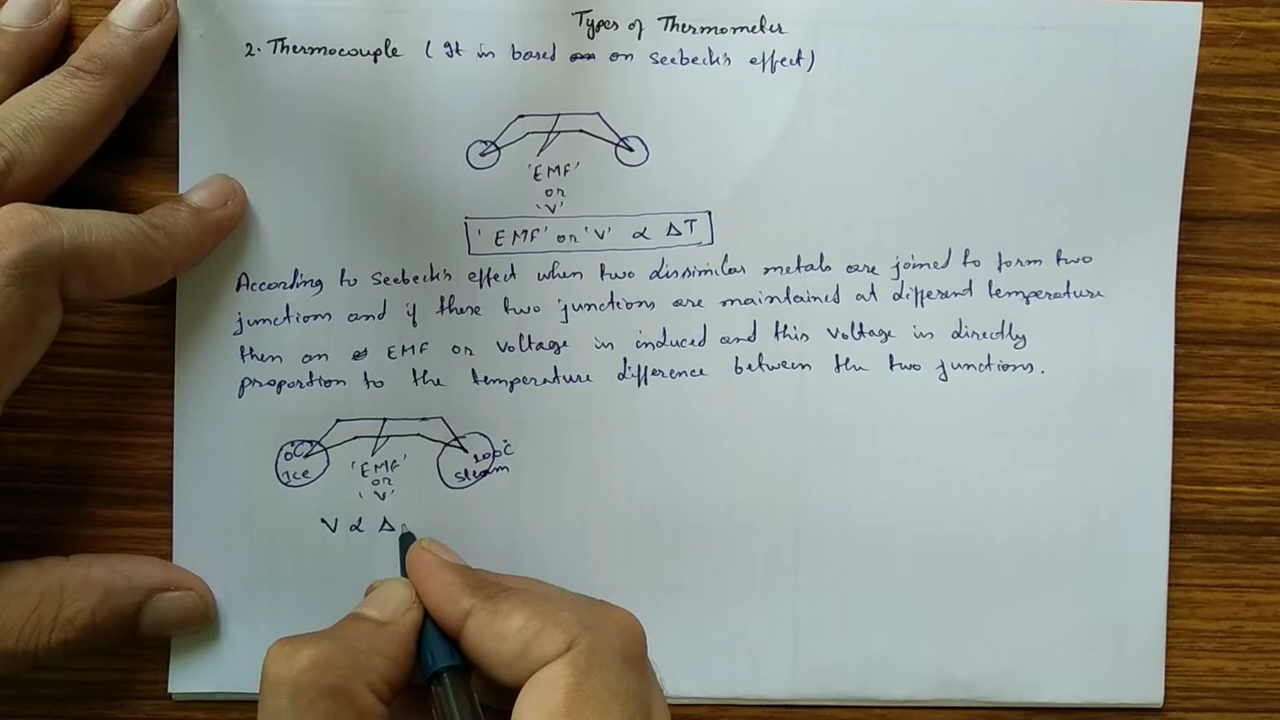 Types of Thermometer
2. Thermocouple (It is based on on Seebeck's effect)
'EMF'
or
'V'
'EMF' or 'V' ∝ ΔT
According to Seebeck's effect when two dissimilar metals are joined to form two
junctions and if these two junctions are maintained at different temperature
then an EMF or voltage is induced and this voltage is directly
proportion to the temperature difference between the two junctions.
0°C
Ice
100°C
Steam
'EMF'
or
'V'
V ∝ Δ